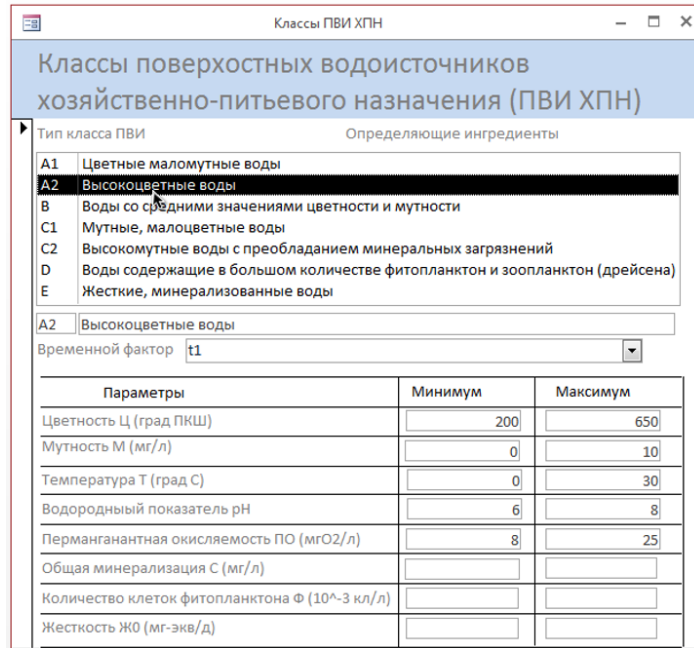 Классы ПВИ ХПН
Классы поверхостных водоисточников
хозяйственно-питьевого назначения (ПВИ ХПН)
Тип класса ПВИ Определяющие ингредиенты
A1 Цветные маломутные воды
A2 Высокоцветные воды
B Воды со средними значениями цветности и мутности
C1 Мутные, малоцветные воды
C2 Высокомутные воды с преобладанием минеральных загрязнений
D Воды содержащие в большом количестве фитопланктон и зоопланктон (дрейсена)
E Жесткие, минерализованные воды
A2 Высокоцветные воды
Временной фактор t1
Параметры Минимум Максимум
Цветность Ц (град ПКШ) 200 650
Мутность М (мг/л) 0 10
Температура Т (град С) 0 30
Водородныый показатель pH 6 8
Перманганантная окисляемость ПО (мгО2/л) 8 25
Общая минерализация С (мг/л)
Количество клеток фитопланктона Ф (10^-3 кл/л)
Жесткость Ж0 (мг-экв/д)